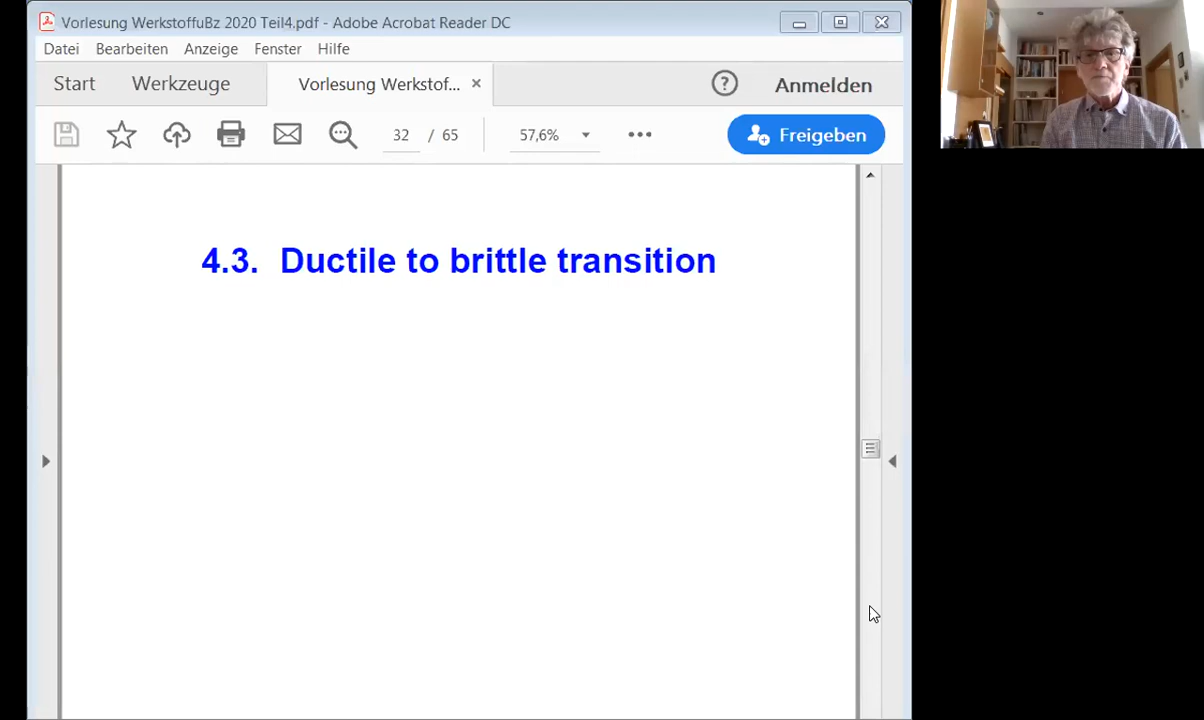 Vorlesung WerkstoffuBz 2020 Teil4.pdf - Adobe Acrobat Reader DC
Datei Bearbeiten Anzeige Fenster Hilfe
Start Werkzeuge Vorlesung Werkstof... × ? Anmelden
32 / 65 57,6% Freigeben
4.3. Ductile to brittle transition